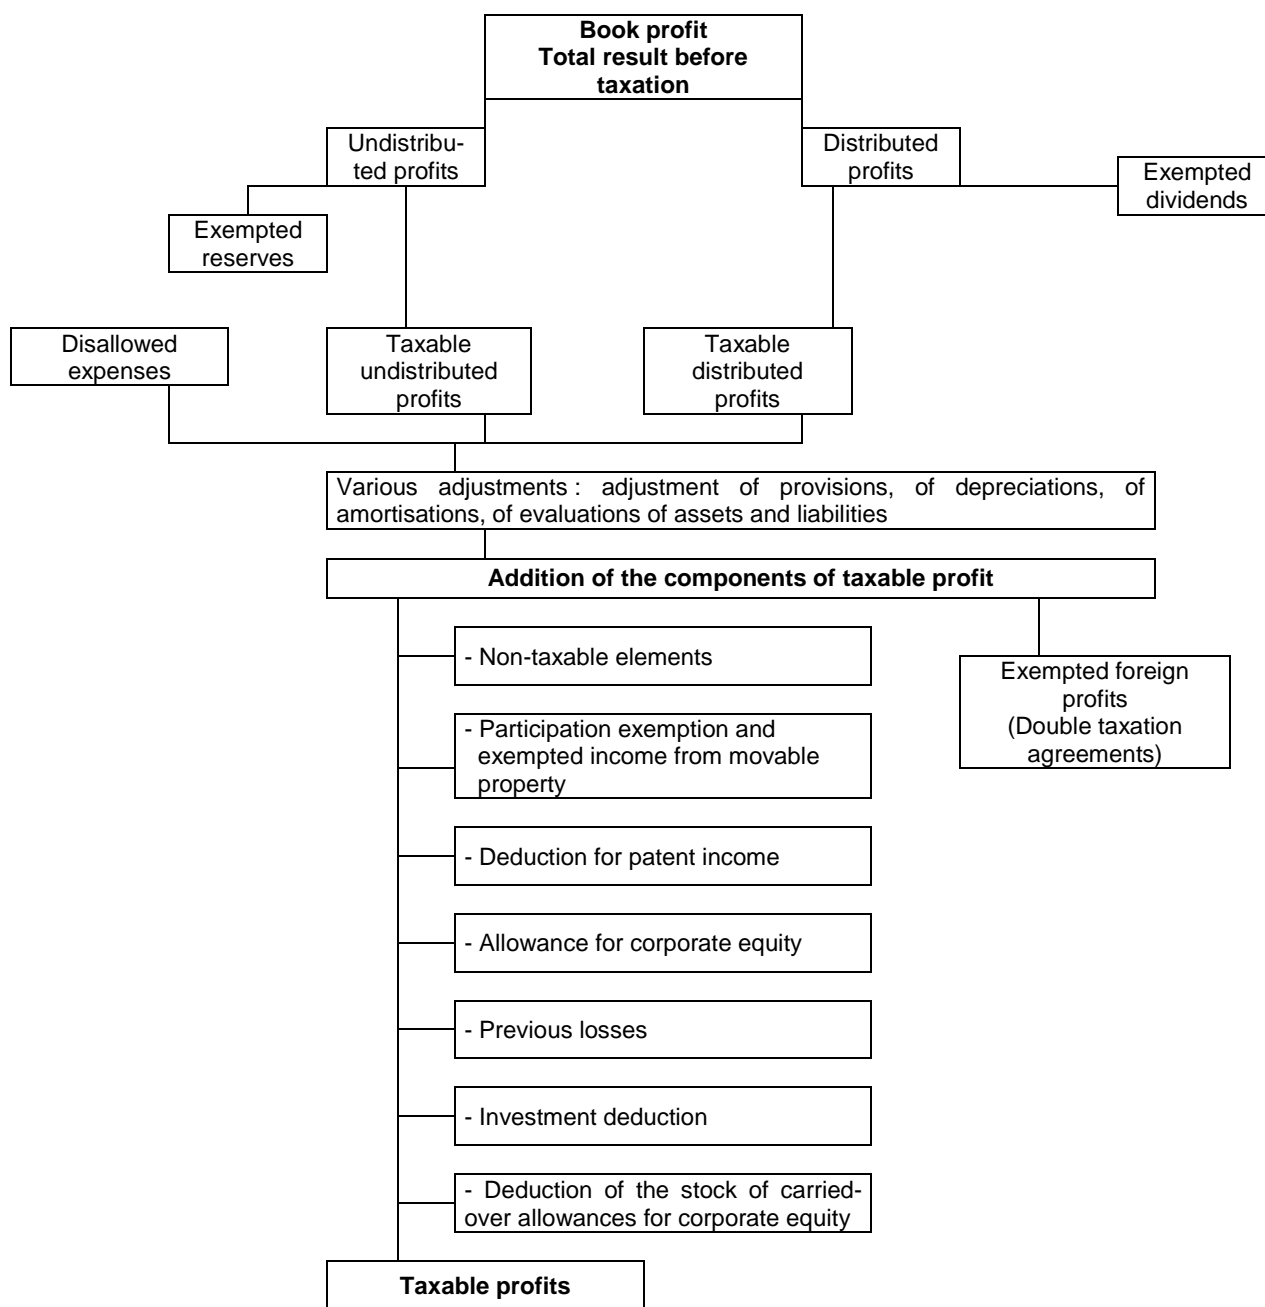 Book profit
Total result before
taxation
Undistribu-
ted profits
Distributed
profits
Exempted
dividends
Exempted
reserves
Disallowed
expenses
Taxable
undistributed
profits
Taxable
distributed
profits
Various adjustments : adjustment of provisions, of depreciations, of
amortisations, of evaluations of assets and liabilities
Addition of the components of taxable profit
- Non-taxable elements
Exempted foreign
profits
(Double taxation
agreements)
- Participation exemption and
exempted income from movable
property
- Deduction for patent income
- Allowance for corporate equity
- Previous losses
- Investment deduction
- Deduction of the stock of carried-
over allowances for corporate equity
Taxable profits